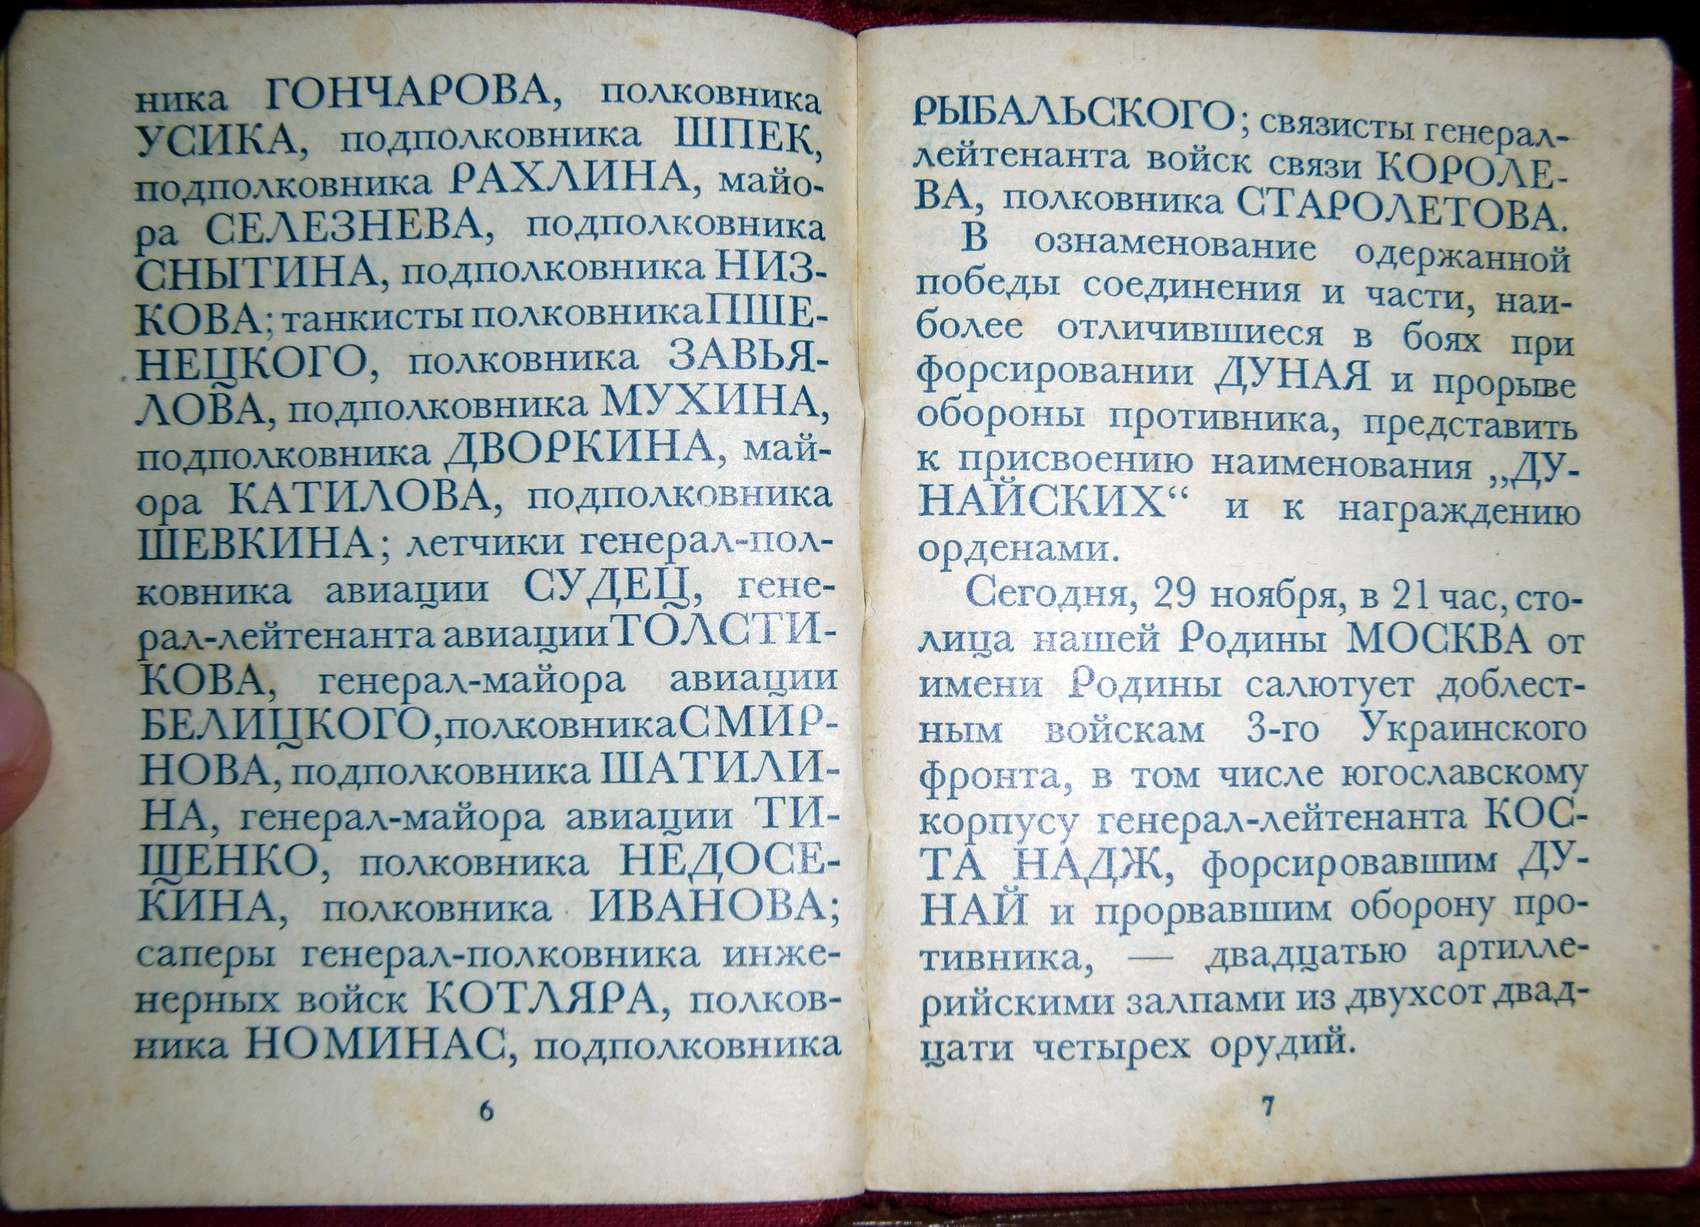 ника ГОНЧАРОВА, полковника
УСИКА, подполковника ШПЕК,
подполковника РАХЛИНА, майо-
ра СЕЛЕЗНЕВА, подполковника
СНЫТИНА, подполковника НИЗ-
КОВА; танкисты полковника ПШЕ-
НЕЦКОГО, полковника ЗАВЬЯ-
ЛОВА, подполковника МУХИНА,
подполковника ДВОРКИНА, май-
ора КАТИЛОВА, подполковника
ШЕВКИНА; летчики генерал-пол-
ковника авиации СУДЕЦ, гене-
рал-лейтенанта авиации ТОЛСТИ-
КОВА, генерал-майора авиации
БЕЛИЦКОГО, полковника СМИР-
НОВА, подполковника ШАТИЛИ-
НА, генерал-майора авиации ТИ-
ЩЕНКО, полковника НЕДОСЕ-
КИНА, полковника ИВАНОВА;
саперы генерал-полковника инже-
нерных войск КОТЛЯРА, полков-
ника НОМИНАС, подполковника
6
РЫБАЛЬСКОГО; связисты генерал-
лейтенанта войск связи КОРОЛЕ-
ВА, полковника СТАРОЛЕТОВА.
В ознаменование одержанной
победы соединения и части, наи-
более отличившиеся в боях при
форсировании ДУНАЯ и прорыве
обороны противника, представить
к присвоению наименования „ДУ-
НАЙСКИХ“ и к награждению
орденами.
Сегодня, 29 ноября, в 21 час, сто-
лица нашей Родины МОСКВА от
имени Родины салютует доблест-
ным войскам 3-го Украинского
фронта, в том числе югославскому
корпусу генерал-лейтенанта КОС-
ТА НАДЖ, форсировавшим ДУ-
НАЙ и прорвавшим оборону про-
тивника, — двадцатью артилле-
рийскими залпами из двухсот двад-
цати четырех орудий.
7